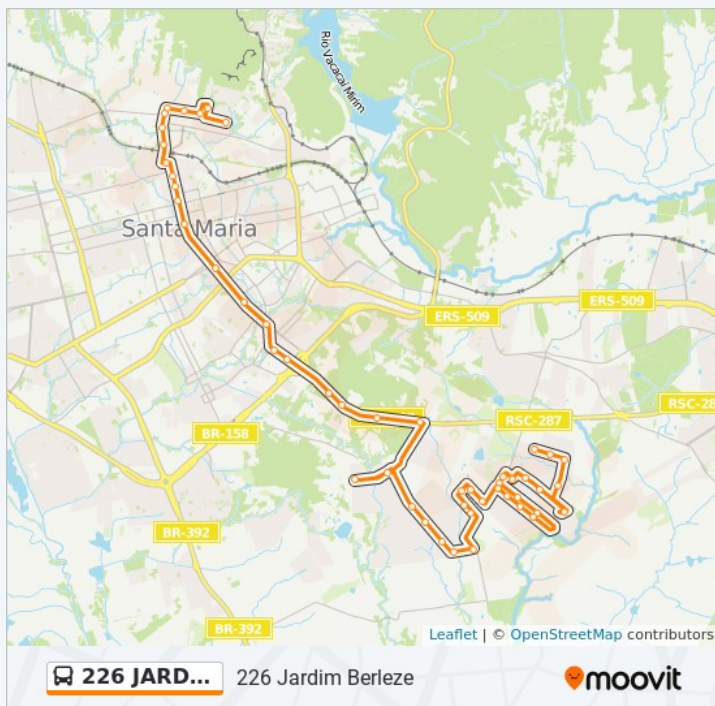 Rio Vacacaí Mirim
Santa Maria
ERS-509
ERS-509
RSC-28
RSC-287
BR-158
BR-392
BR-392
Leaflet | © OpenStreetMap contributors
226 JARD...
226 Jardim Berleze
moovit